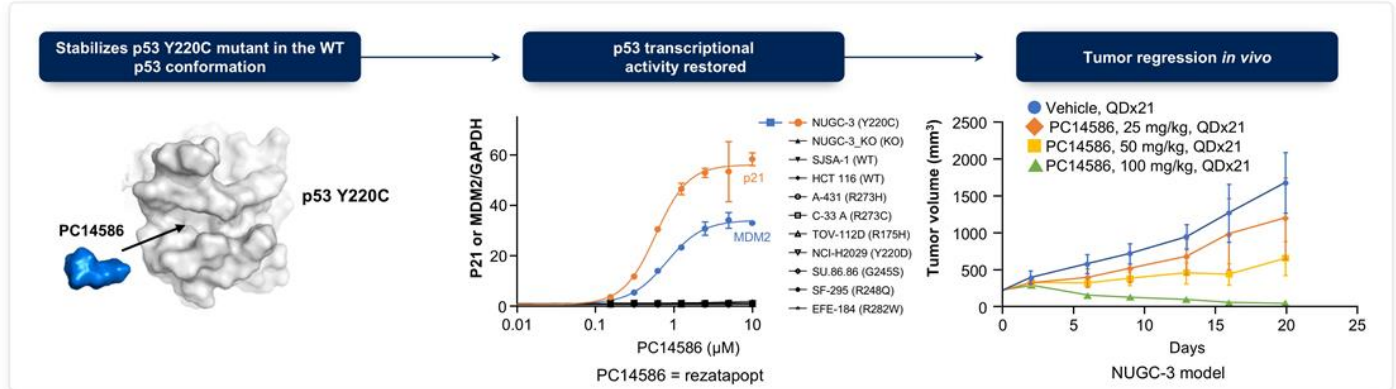 Stabilizes p53 Y220C mutant in the WT
p53 conformation
p53 transcriptional
activity restored
Tumor regression in vivo
PC14586
p53 Y220C
P21 or MDM2/GAPDH
60
40
20
0
0.01
0.1
1
10
PC14586 (µM)
PC14586 = rezatapopt
p21
MDM2
NUGC-3 (Y220C)
NUGC-3_KO (KO)
SJSA-1 (WT)
HCT 116 (WT)
A-431 (R273H)
C-33 A (R273C)
TOV-112D (R175H)
NCI-H2029 (Y220D)
SU.86.86 (G245S)
SF-295 (R248Q)
EFE-184 (R282W)
Vehicle, QDx21
PC14586, 25 mg/kg, QDx21
PC14586, 50 mg/kg, QDx21
PC14586, 100 mg/kg, QDx21
Tumor volume (mm³)
2500
2000
1500
1000
500
0
0
5
10
15
20
25
Days
NUGC-3 model